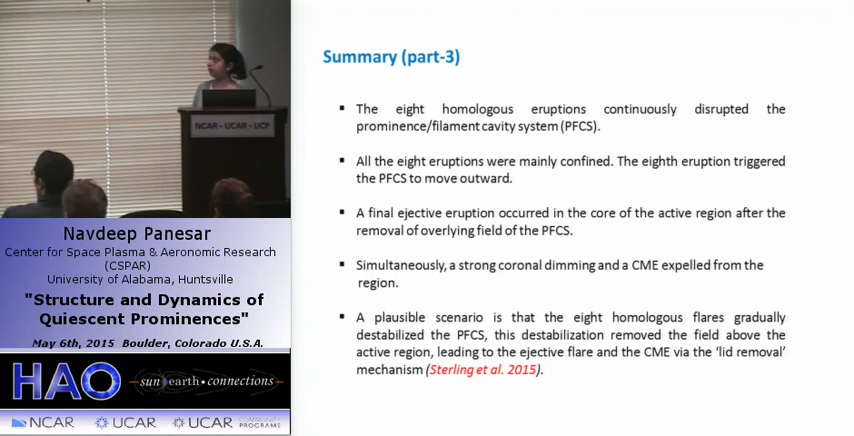 Summary (part-3)
▪ The eight homologous eruptions continuously disrupted the
prominence/filament cavity system (PFCS).
▪ All the eight eruptions were mainly confined. The eighth eruption triggered
the PFCS to move outward.
▪ A final ejective eruption occurred in the core of the active region after the
removal of overlying field of the PFCS.
▪ Simultaneously, a strong coronal dimming and a CME expelled from the
region.
▪ A plausible scenario is that the eight homologous flares gradually
destabilized the PFCS, this destabilization removed the field above the
active region, leading to the ejective flare and the CME via the ‘lid removal’
mechanism (Sterling et al. 2015).
NCAR • UCAR • UCP
Navdeep Panesar
Center for Space Plasma & Aeronomic Research
(CSPAR)
University of Alabama, Huntsville
"Structure and Dynamics of
Quiescent Prominences"
May 6th, 2015 Boulder, Colorado U.S.A.
HAO sun earth • connections
NCAR UCAR UCAR COMMUNITY
PROGRAMS